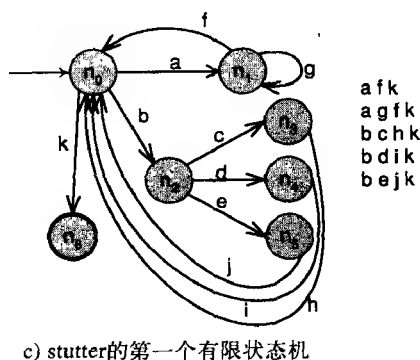 f
n₀
a
n₁
g
b
c
n₃
k
n₂
d
n₄
e
n₅
j
i
h
a f k
a g f k
b c h k
b d i k
b e j k
c) stutter的第一个有限状态机